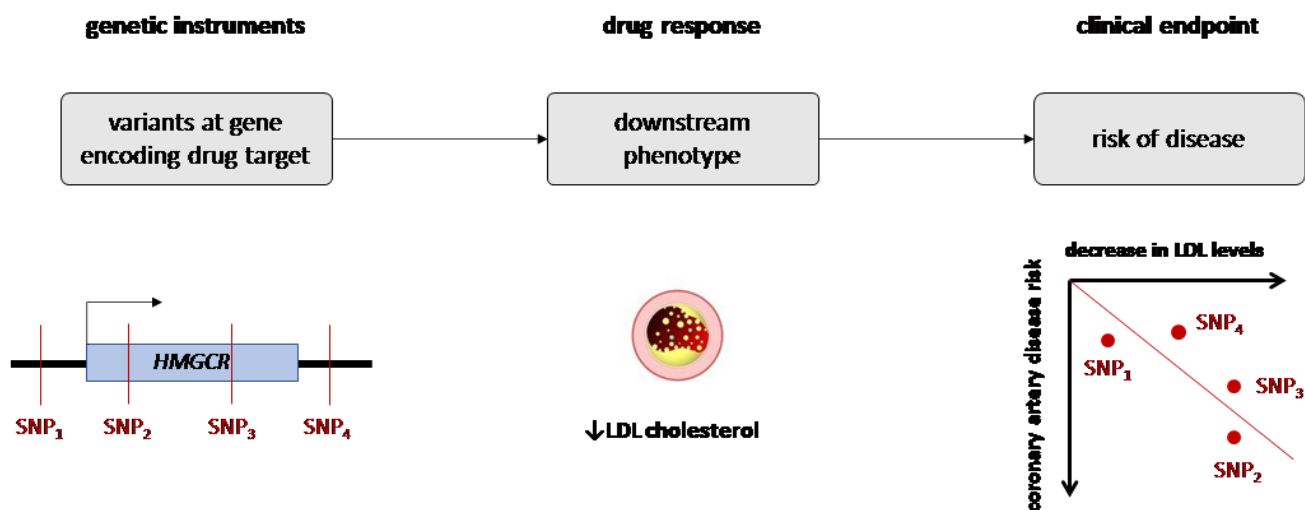 genetic instruments
drug response
clinical endpoint
variants at gene
encoding drug target
downstream
phenotype
risk of disease
HMGCR
SNP₁
SNP₂
SNP₃
SNP₄
↓LDL cholesterol
decrease in LDL levels
coronary artery disease risk
SNP₄
SNP₁
SNP₃
SNP₂